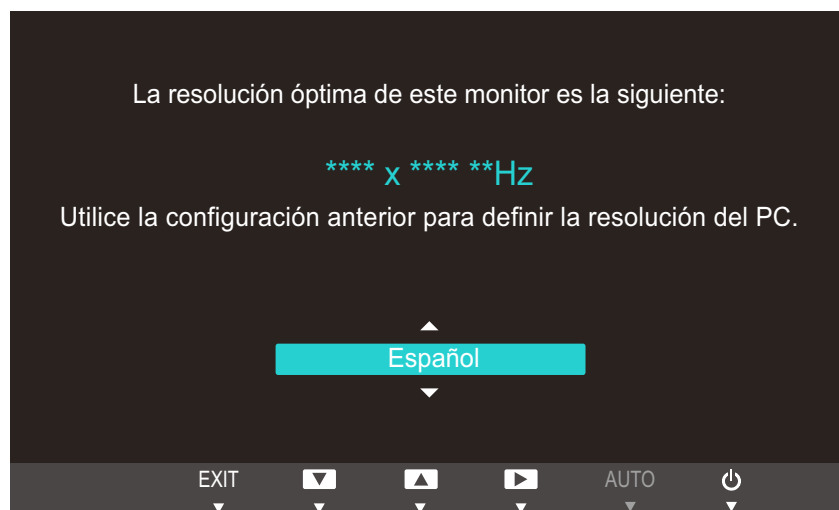 La resolución óptima de este monitor es la siguiente:
**** x **** **Hz
Utilice la configuración anterior para definir la resolución del PC.
Español
EXIT AUTO